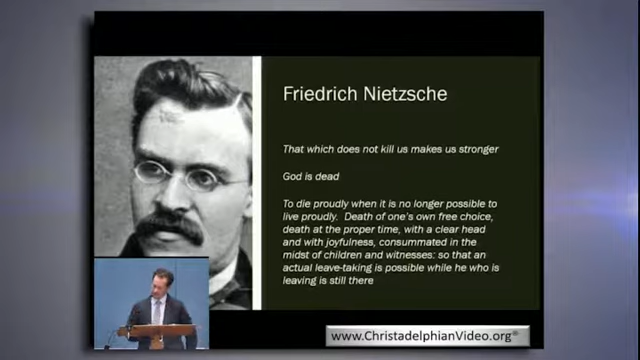 Friedrich Nietzsche
That which does not kill us makes us stronger
God is dead
To die proudly when it is no longer possible to
live proudly. Death of one's own free choice,
death at the proper time, with a clear head
and with joyfulness, consummated in the
midst of children and witnesses: so that an
actual leave-taking is possible while he who is
leaving is still there
www.ChristadelphianVideo.org®